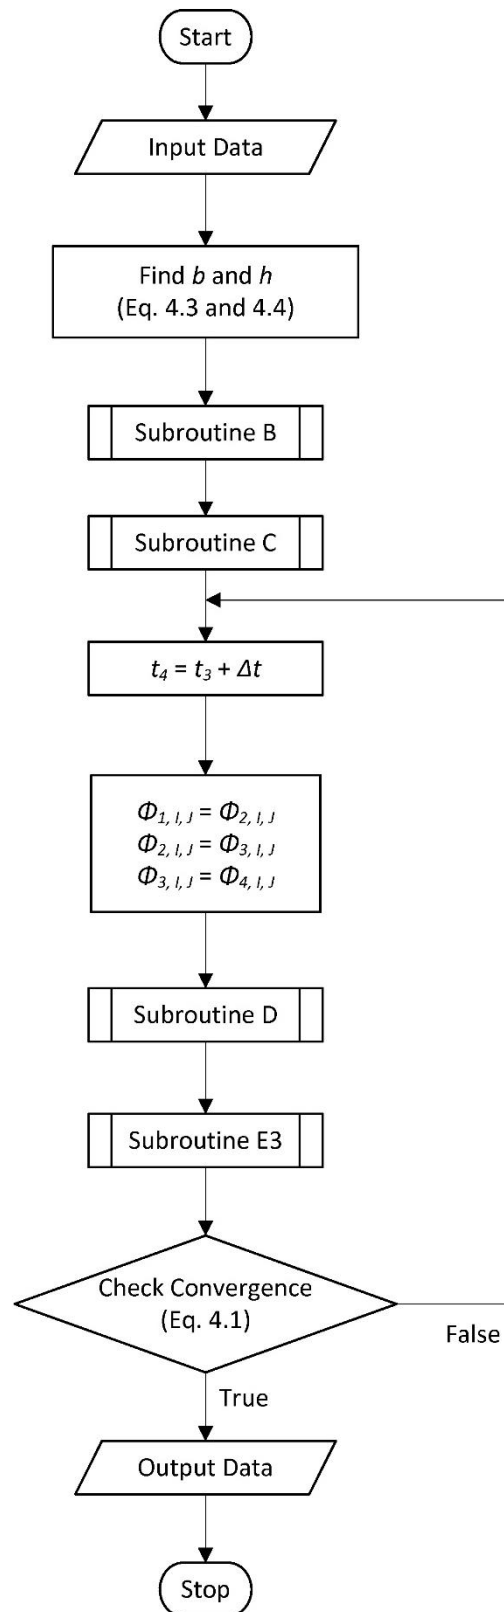 Start
Input Data
Find b and h
(Eq. 4.3 and 4.4)
Subroutine B
Subroutine C
t₄ = t₃ + Δt
Φ₁, I, J = Φ₂, I, J
Φ₂, I, J = Φ₃, I, J
Φ₃, I, J = Φ₄, I, J
Subroutine D
Subroutine E3
Check Convergence
(Eq. 4.1)
False
True
Output Data
Stop